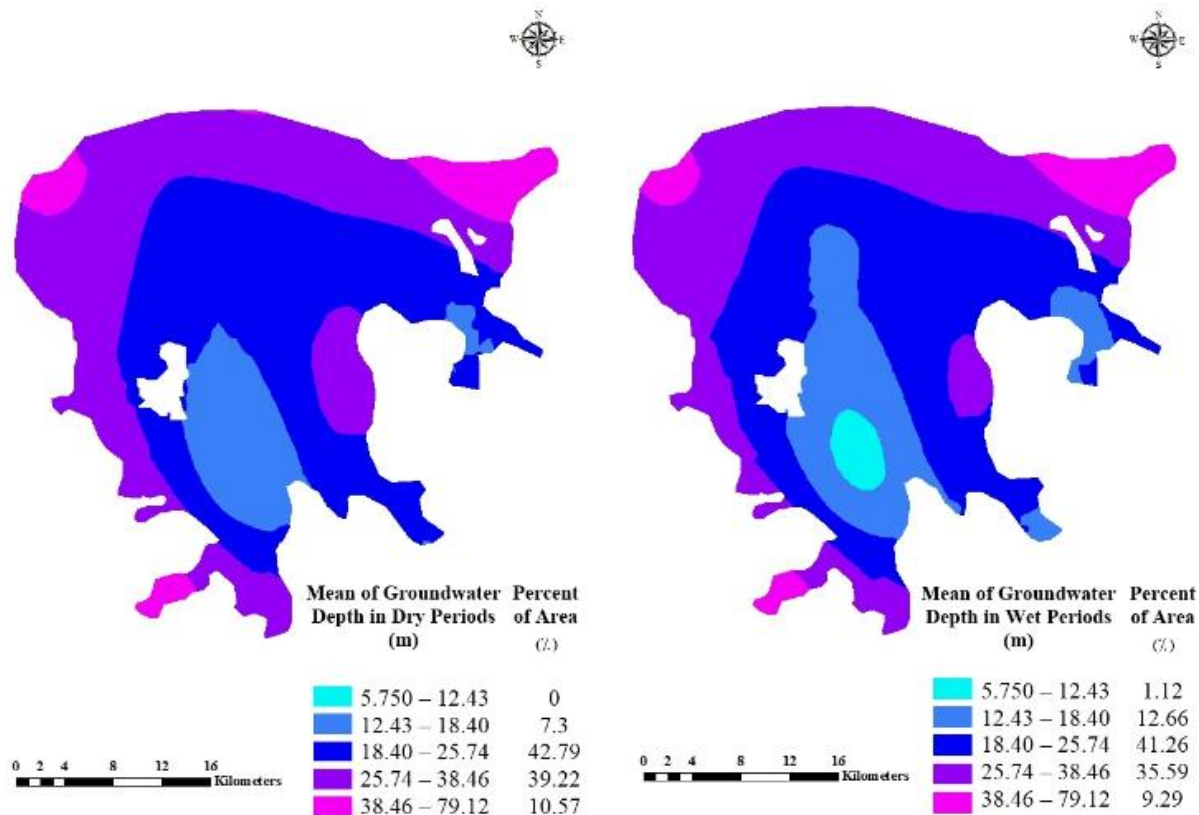 N
W E
S
N
W E
S
Mean of Groundwater Percent
Depth in Dry Periods of Area
(m) (%)
5.750 – 12.43 0
12.43 – 18.40 7.3
18.40 – 25.74 42.79
25.74 – 38.46 39.22
38.46 – 79.12 10.57
0 2 4 8 12 16
Kilometers
Mean of Groundwater Percent
Depth in Wet Periods of Area
(m) (%)
5.750 – 12.43 1.12
12.43 – 18.40 12.66
18.40 – 25.74 41.26
25.74 – 38.46 35.59
38.46 – 79.12 9.29
0 2 4 8 12 16
Kilometers